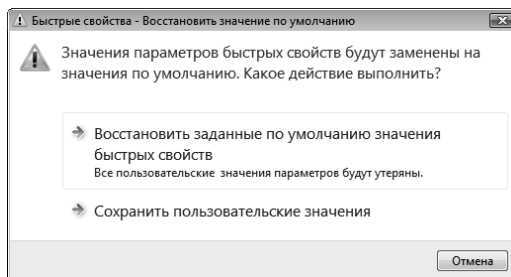 Быстрые свойства - Восстановить значение по умолчанию
Значения параметров быстрых свойств будут заменены на
значения по умолчанию. Какое действие выполнить?
Восстановить заданные по умолчанию значения
быстрых свойств
Все пользовательские значения параметров будут утеряны.
Сохранить пользовательские значения
Отмена